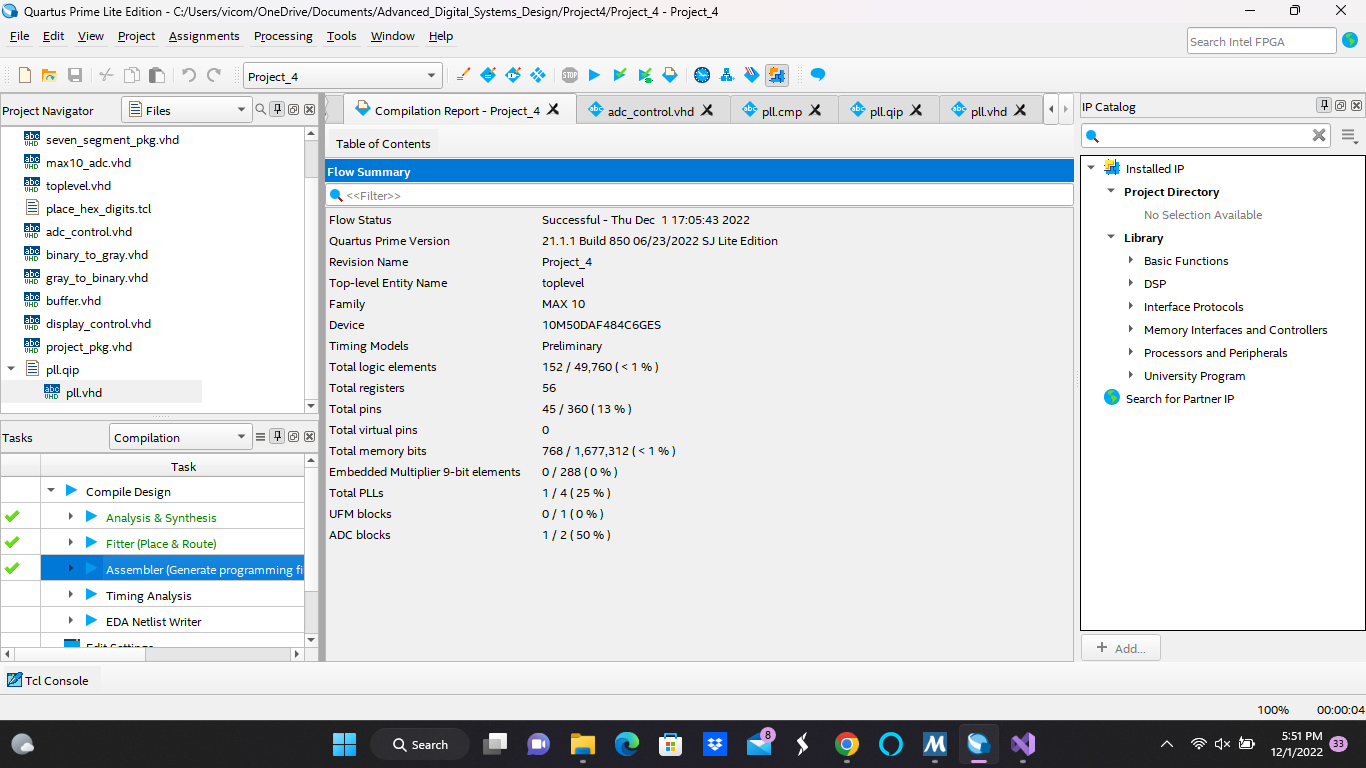 Quartus Prime Lite Edition - C:/Users/vicom/OneDrive/Documents/Advanced_Digital_Systems_Design/Project4/Project_4 - Project_4
File Edit View Project Assignments Processing Tools Window Help
Search Intel FPGA
Project_4
STOP
Project Navigator
Files
seven_segment_pkg.vhd
max10_adc.vhd
toplevel.vhd
place_hex_digits.tcl
adc_control.vhd
binary_to_gray.vhd
gray_to_binary.vhd
buffer.vhd
display_control.vhd
project_pkg.vhd
pll.qip
pll.vhd
Tasks
Compilation
Task
Compile Design
Analysis & Synthesis
Fitter (Place & Route)
Assembler (Generate programming fi
Timing Analysis
EDA Netlist Writer
Edit Settings
Compilation Report - Project_4
adc_control.vhd
pll.cmp
pll.qip
pll.vhd
Table of Contents
Flow Summary
<<Filter>>
Flow Status Successful - Thu Dec 1 17:05:43 2022
Quartus Prime Version 21.1.1 Build 850 06/23/2022 SJ Lite Edition
Revision Name Project_4
Top-level Entity Name toplevel
Family MAX 10
Device 10M50DAF484C6GES
Timing Models Preliminary
Total logic elements 152 / 49,760 ( < 1 % )
Total registers 56
Total pins 45 / 360 ( 13 % )
Total virtual pins 0
Total memory bits 768 / 1,677,312 ( < 1 % )
Embedded Multiplier 9-bit elements 0 / 288 ( 0 % )
Total PLLs 1 / 4 ( 25 % )
UFM blocks 0 / 1 ( 0 % )
ADC blocks 1 / 2 ( 50 % )
IP Catalog
Installed IP
Project Directory
No Selection Available
Library
Basic Functions
DSP
Interface Protocols
Memory Interfaces and Controllers
Processors and Peripherals
University Program
Search for Partner IP
+ Add...
Tcl Console
100% 00:00:04
Search
8
M
5:51 PM
12/1/2022
33